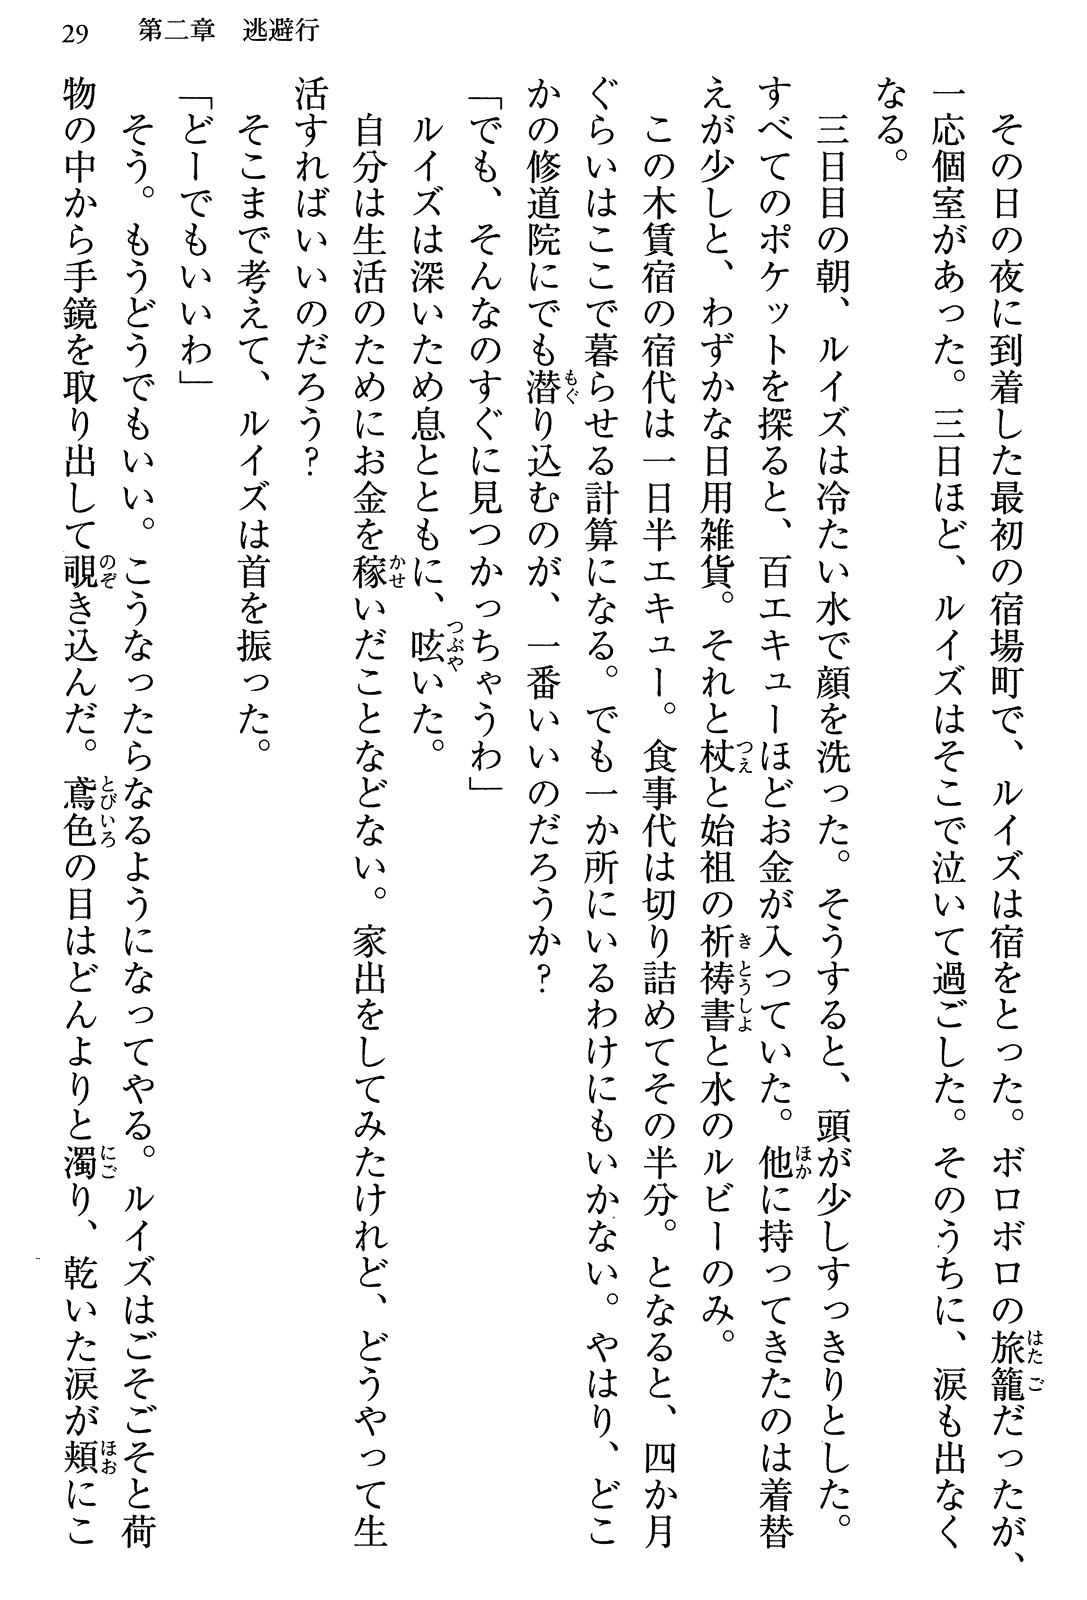 29　第二章　逃避行
　その日の夜に到着した最初の宿場町で、ルイズは宿をとった。ボロボロの旅籠だったが、
一応個室があった。三日ほど、ルイズはそこで泣いて過ごした。そのうちに、涙も出なく
なる。
　三日目の朝、ルイズは冷たい水で顔を洗った。そうすると、頭が少しすっきりとした。
すべてのポケットを探ると、百エキューほどお金が入っていた。他に持ってきたのは着替
えが少しと、わずかな日用雑貨。それと杖と始祖の祈祷書と水のルビーのみ。
　この木賃宿の宿代は一日半エキュー。食事代は切り詰めてその半分。となると、四か月
ぐらいはここで暮らせる計算になる。でも一か所にいるわけにもいかない。やはり、どこ
かの修道院にでも潜り込むのが、一番いいのだろうか?
「でも、そんなのすぐに見つかっちゃうわ」
　ルイズは深いため息とともに、呟いた。
　自分は生活のためにお金を稼いだことなどない。家出をしてみたけれど、どうやって生
活すればいいのだろう?
　そこまで考えて、ルイズは首を振った。
「どーでもいいわ」
　そう。もうどうでもいい。こうなったらなるようになってやる。ルイズはごそごそと荷
物の中から手鏡を取り出して覗き込んだ。鳶色の目はどんよりと濁り、乾いた涙が頬にこ